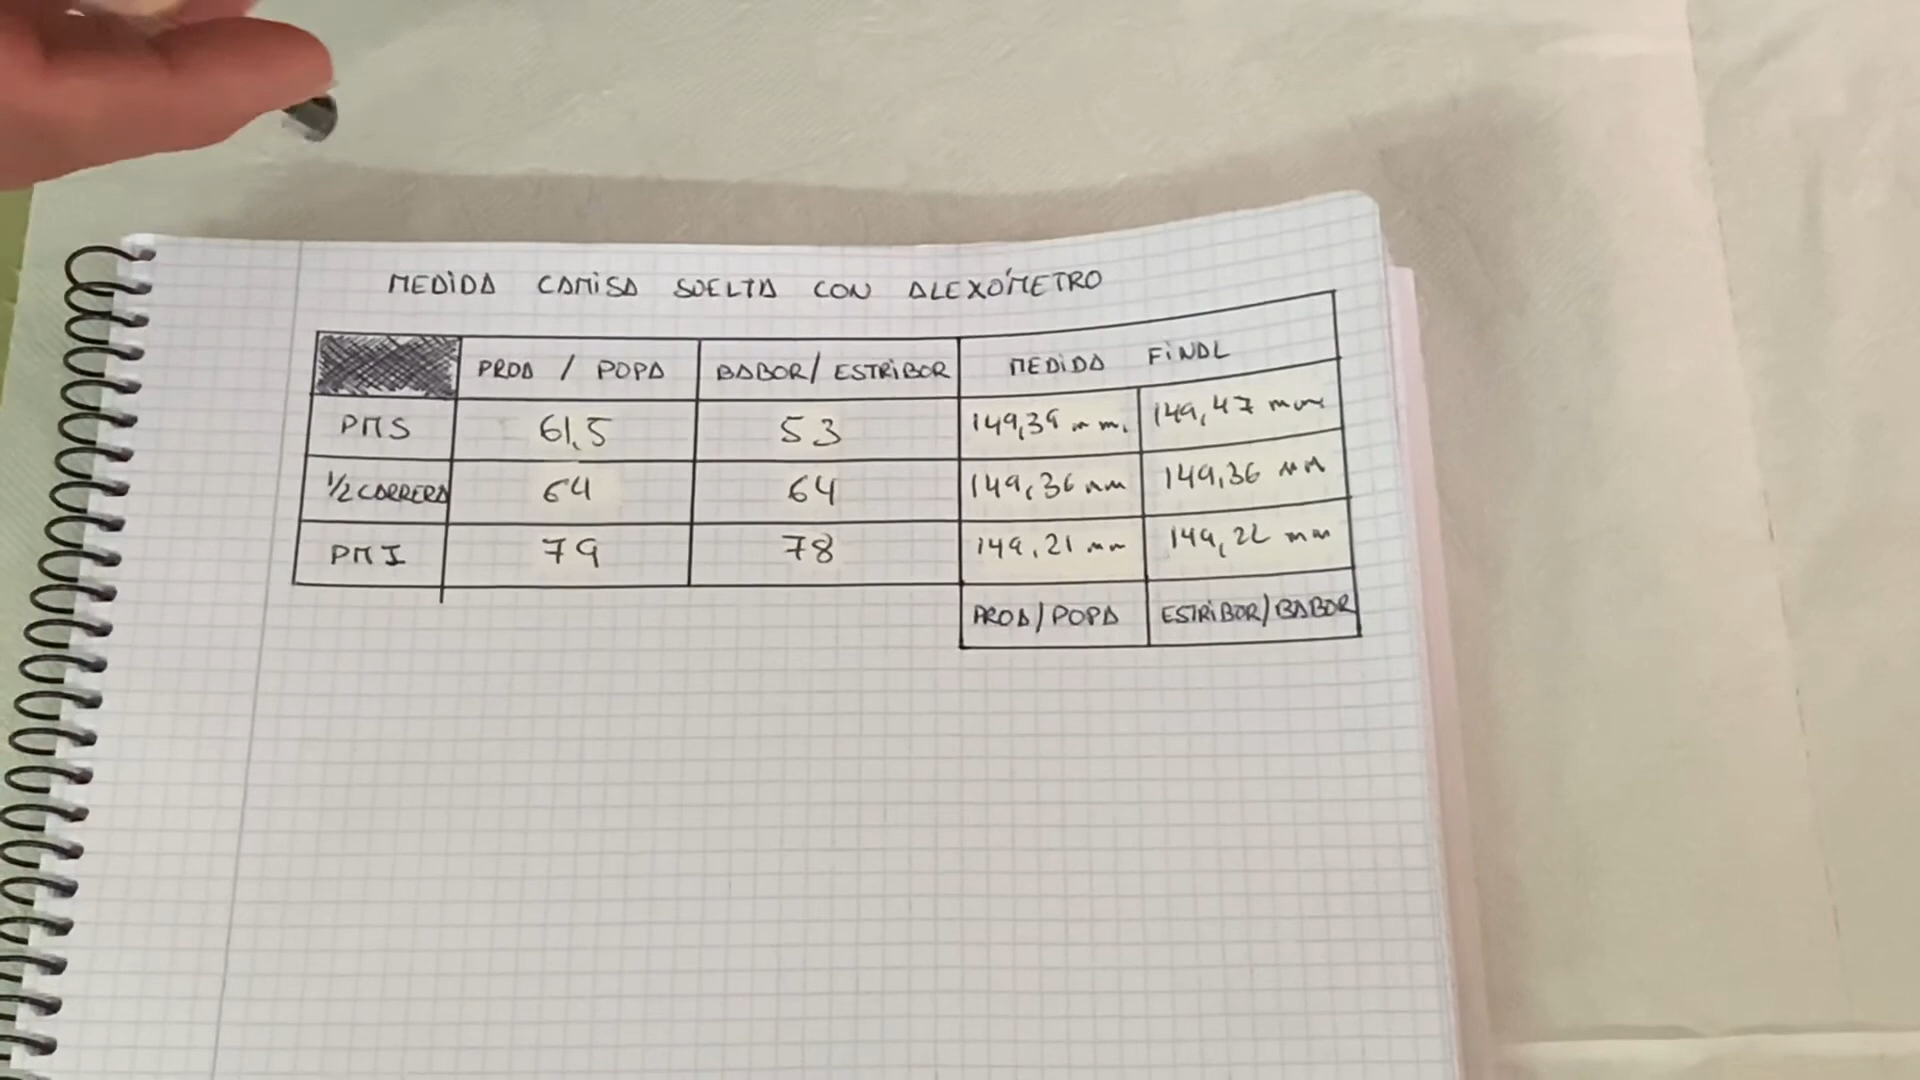 MEDIDA CAMISA SUELTA CON ALEXÓMETRO
PROA / POPA BABOR/ESTRIBOR MEDIDA FINAL
PMS 61,5 53 149,39 mm. 149,47 mm
1/2 CARRERA 64 64 149,36 mm 149,36 mm
PMI 79 78 149,21 mm 149,22 mm
PROA/POPA ESTRIBOR/BABOR